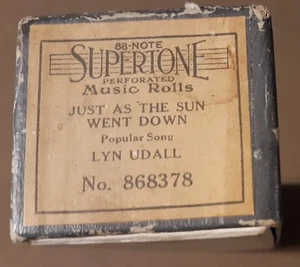 88-NOTE
SUPERTONE
PERFORATED
Music Rolls
JUST AS THE SUN
WENT DOWN
Popular Song
LYN UDALL
No. 868378